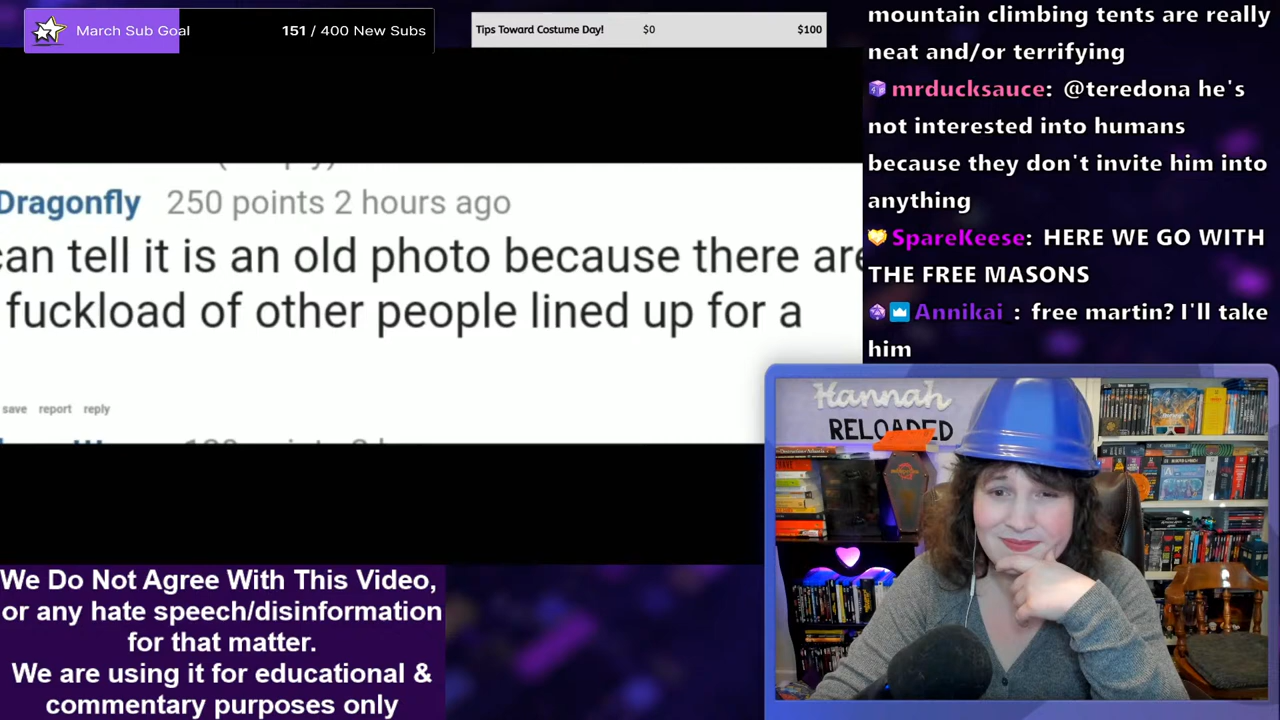 March Sub Goal 151 / 400 New Subs
Tips Toward Costume Day! $0 $100
Dragonfly 250 points 2 hours ago
can tell it is an old photo because there are
fuckload of other people lined up for a
save report reply
We Do Not Agree With This Video,
or any hate speech/disinformation
for that matter.
We are using it for educational &
commentary purposes only
mountain climbing tents are really
neat and/or terrifying
mrducksauce: @teredona he's
not interested into humans
because they don't invite him into
anything
SpareKeese: HERE WE GO WITH
THE FREE MASONS
Annikai : free martin? I'll take
him
Hannah
RELOADED